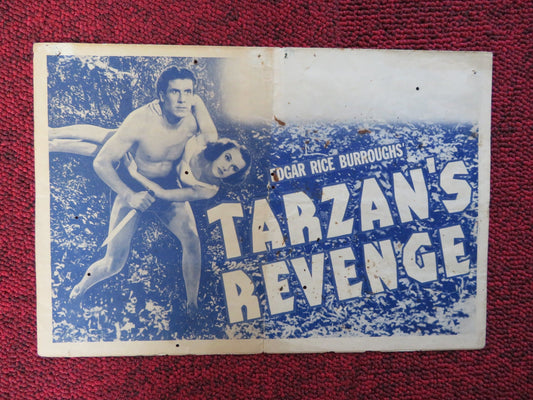 EDGAR RICE BURROUGHS'
TARZAN'S
REVENGE